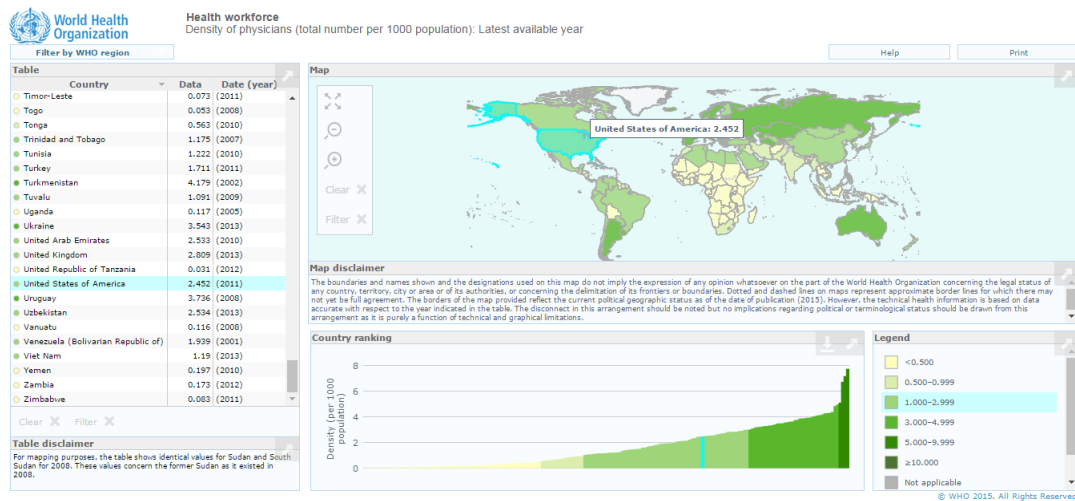 World Health
Organization
Health workforce
Density of physicians (total number per 1000 population): Latest available year
Filter by WHO region
Help
Print
Table
Country Data Date (year)
Timor-Leste 0.073 (2011)
Togo 0.053 (2008)
Tonga 0.563 (2010)
Trinidad and Tobago 1.175 (2007)
Tunisia 1.222 (2010)
Turkey 1.711 (2011)
Turkmenistan 4.179 (2002)
Tuvalu 1.091 (2009)
Uganda 0.117 (2005)
Ukraine 3.543 (2013)
United Arab Emirates 2.533 (2010)
United Kingdom 2.809 (2013)
United Republic of Tanzania 0.031 (2012)
United States of America 2.452 (2011)
Uruguay 3.736 (2008)
Uzbekistan 2.534 (2013)
Vanuatu 0.116 (2008)
Venezuela (Bolivarian Republic of) 1.939 (2001)
Viet Nam 1.19 (2013)
Yemen 0.197 (2010)
Zambia 0.173 (2012)
Zimbabwe 0.083 (2011)
Clear Filter
Table disclaimer
For mapping purposes, the table shows identical values for Sudan and South
Sudan for 2008. These values concern the former Sudan as it existed in
2008.
Map
Clear
Filter
United States of America: 2.452
Map disclaimer
The boundaries and names shown and the designations used on this map do not imply the expression of any opinion whatsoever on the part of the World Health Organization concerning the legal status of
any country, territory, city or area or of its authorities, or concerning the delimitation of its frontiers or boundaries. Dotted and dashed lines on maps represent approximate border lines for which there may
not yet be full agreement. The borders of the map provided reflect the current political geographic status as of the date of publication (2015). However, the technical health information is based on data
accurate with respect to the year indicated in the table. The disconnect in this arrangement should be noted but no implications regarding political or terminological status should be drawn from this
arrangement as it is purely a function of technical and graphical limitations.
Country ranking
Density (per 1000
population)
8
6
4
2
0
Legend
<0.500
0.500–0.999
1.000–2.999
3.000–4.999
5.000–9.999
≥10.000
Not applicable
© WHO 2015. All Rights Reserved